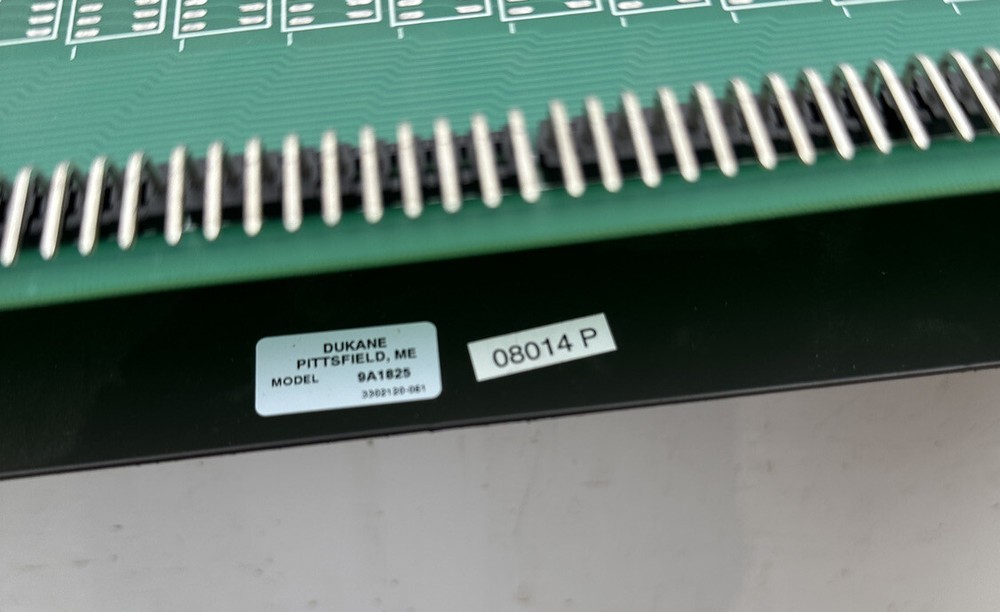 DUKANE
PITTSFIELD, ME
MODEL 9A1825
3302120-061
08014 P